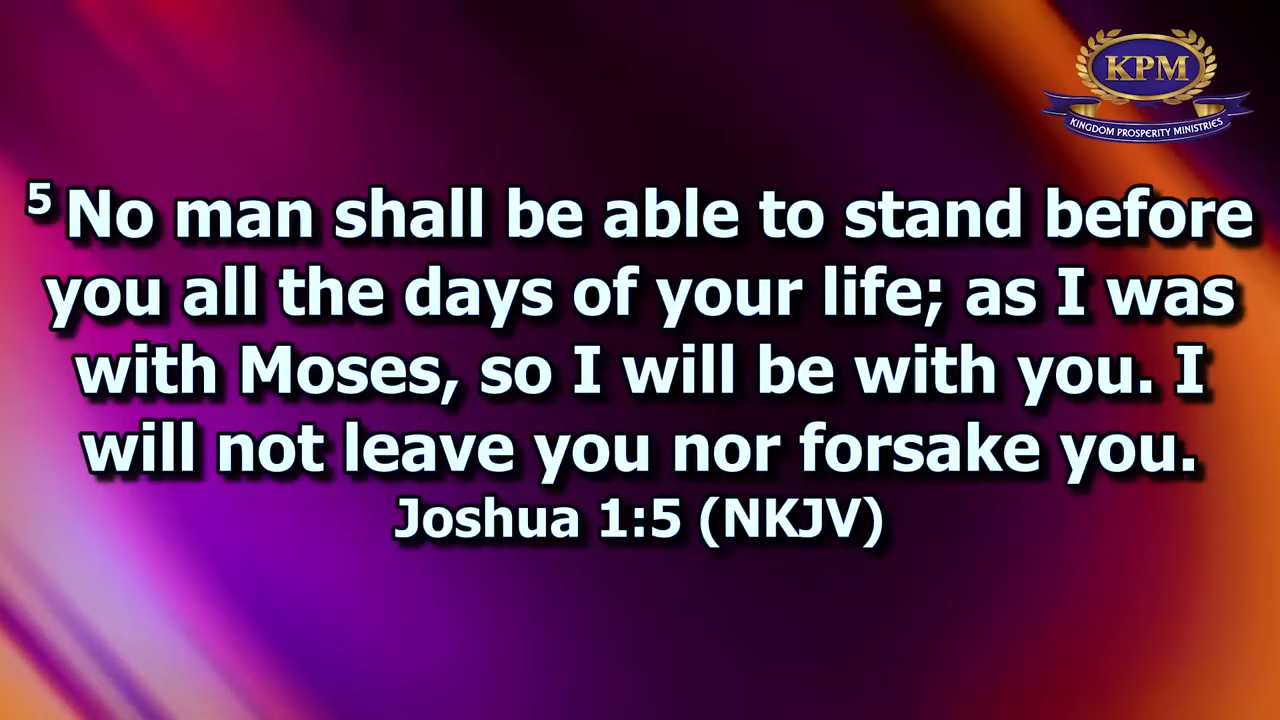 KPM
KINGDOM PROSPERITY MINISTRIES
5 No man shall be able to stand before
you all the days of your life; as I was
with Moses, so I will be with you. I
will not leave you nor forsake you.
Joshua 1:5 (NKJV)